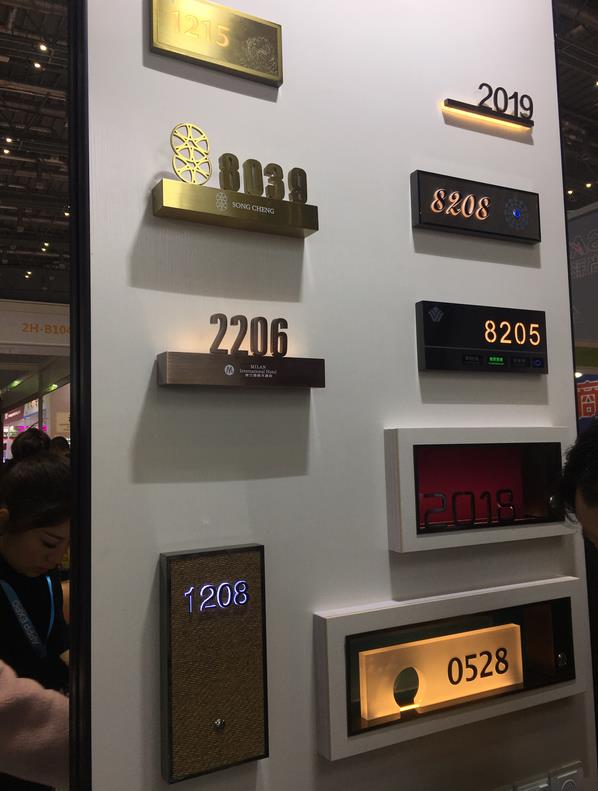 1215
2019
8039
SONG CHENG
8208
2206
MILAN
International Hotel
8205
2018
1208
0528
2H-B104